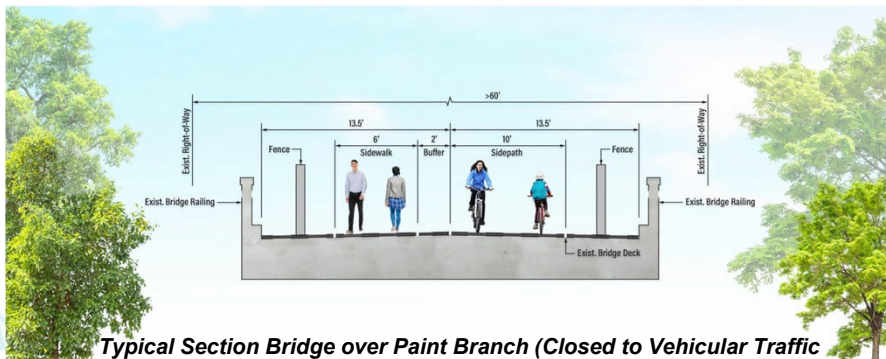 >60'
Exist. Right-of-Way
Exist. Right-of-Way
13.5'
13.5'
6'
2'
10'
Fence
Sidewalk
Buffer
Sidepath
Fence
Exist. Bridge Railing
Exist. Bridge Railing
Exist. Bridge Deck
Typical Section Bridge over Paint Branch (Closed to Vehicular Traffic